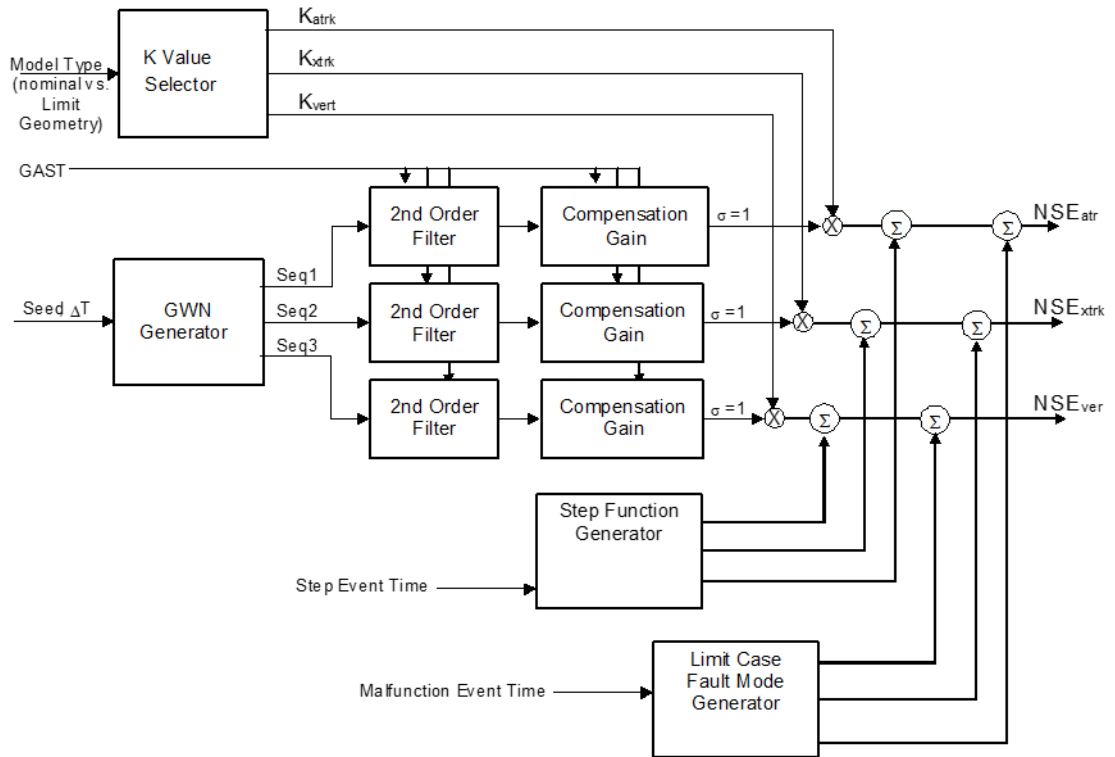 K Value
Selector
Model Type
(nominal vs.
Limit
Geometry)
Katrk
Kxtrk
Kvert
GAST
2nd Order
Filter
Compensation
Gain
σ =1
X
Σ
Σ
NSEatr
Seed ΔT
GWN
Generator
Seq1
Seq2
Seq3
2nd Order
Filter
Compensation
Gain
σ =1
X
Σ
Σ
NSExtrk
2nd Order
Filter
Compensation
Gain
σ =1
X
Σ
Σ
NSEver
Step Function
Generator
Step Event Time
Limit Case
Fault Mode
Generator
Malfunction Event Time